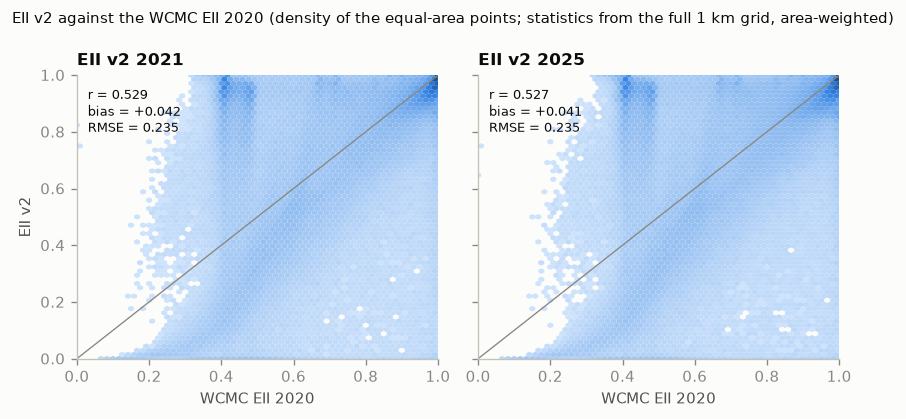 EII v2 against the WCMC EII 2020 (density of the equal-area points; statistics from the full 1 km grid, area-weighted)
EII v2 2021
r = 0.529
bias = +0.042
RMSE = 0.235
1.0
0.8
0.6
0.4
0.2
0.0
EII v2
0.0 0.2 0.4 0.6 0.8 1.0
WCMC EII 2020
EII v2 2025
r = 0.527
bias = +0.041
RMSE = 0.235
0.0 0.2 0.4 0.6 0.8 1.0
WCMC EII 2020